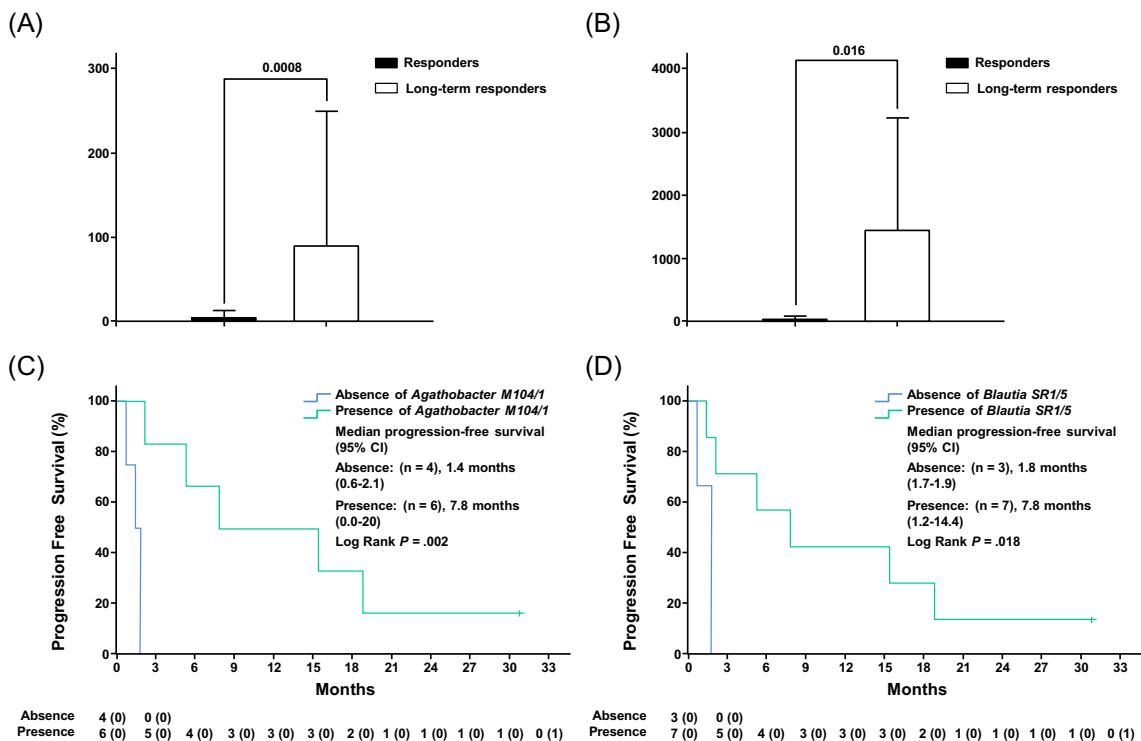 (A)
300
200
100
0
0.0008
Responders
Long-term responders
(B)
4000
3000
2000
1000
0
0.016
Responders
Long-term responders
(C)
Progression Free Survival (%)
100
80
60
40
20
0
Absence of Agathobacter M104/1
Presence of Agathobacter M104/1
Median progression-free survival
(95% CI)
Absence: (n = 4), 1.4 months
(0.6-2.1)
Presence: (n = 6), 7.8 months
(0.0-20)
Log Rank P = .002
0 3 6 9 12 15 18 21 24 27 30 33
Months
Absence 4 (0) 0 (0)
Presence 6 (0) 5 (0) 4 (0) 3 (0) 3 (0) 3 (0) 2 (0) 1 (0) 1 (0) 1 (0) 1 (0) 0 (1)
(D)
Progression Free Survival (%)
100
80
60
40
20
0
Absence of Blautia SR1/5
Presence of Blautia SR1/5
Median progression-free survival
(95% CI)
Absence: (n = 3), 1.8 months
(1.7-1.9)
Presence: (n = 7), 7.8 months
(1.2-14.4)
Log Rank P = .018
0 3 6 9 12 15 18 21 24 27 30 33
Months
Absence 3 (0) 0 (0)
Presence 7 (0) 5 (0) 4 (0) 3 (0) 3 (0) 3 (0) 2 (0) 1 (0) 1 (0) 1 (0) 1 (0) 0 (1)